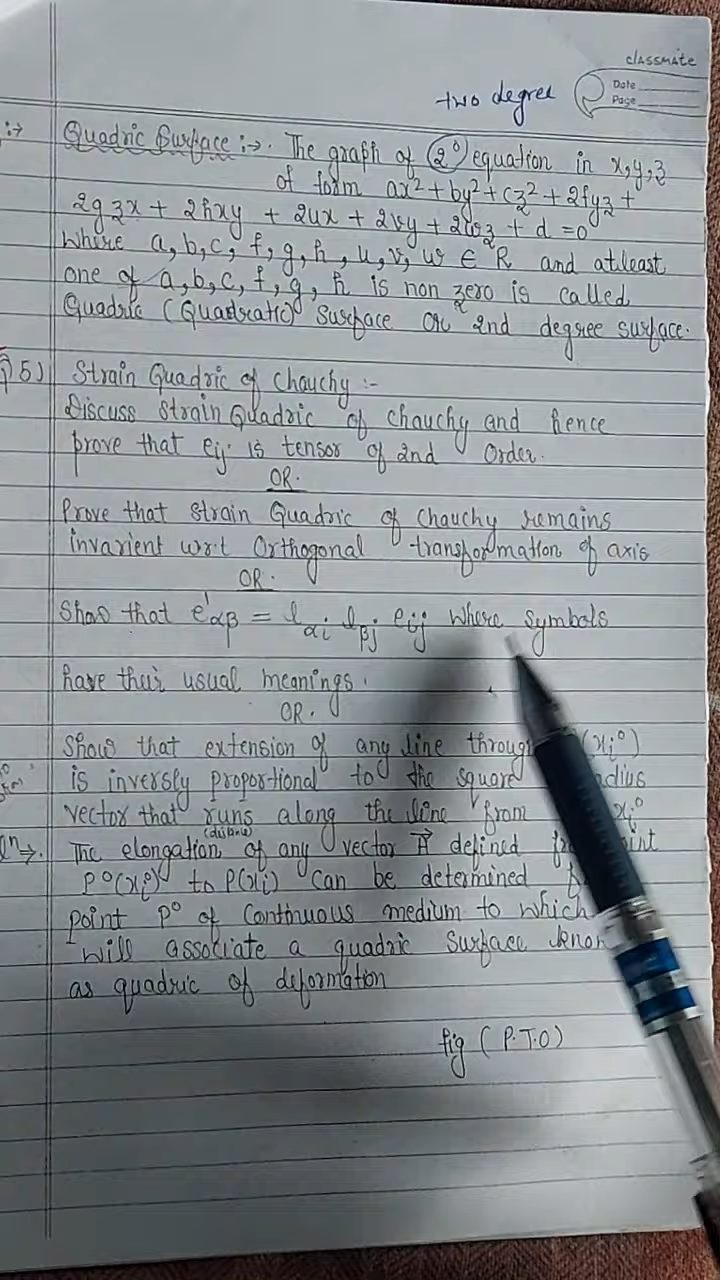 classmate
Date
Page
two degree
:→ Quadric Surface :→. The graph of 2° equation in x,y,z
of form ax² + by² + cz² + 2fyz +
2gzx + 2hxy + 2ux + 2vy + 2wz + d = 0
where a, b, c, f, g, h, u, v, w ∈ R and atleast
one of a, b, c, f, g, h is non zero is called
Quadric (Quadratic) Surface or 2nd degree surface.
5) Strain Quadric of Chauchy :-
Discuss strain Quadric of Chauchy and hence
prove that eij is tensor of 2nd Order.
OR.
Prove that Strain Quadric of Chauchy remains
invarient w.r.t Orthogonal transformation of axis
OR.
Show that e'αβ = lαi lβj eij where symbols
have their usual meanings.
OR.
Show that extension of any line through (xi°)
is inversly proportional to the square
vector that runs along the line from xi°
(distance)
The elongation of any vector A⃗ defined
P°(xi°) to P(xi) can be determined
point P° of Continuous medium to which
will associate a quadric surface
as quadric of deformation
fig (P.T.O)